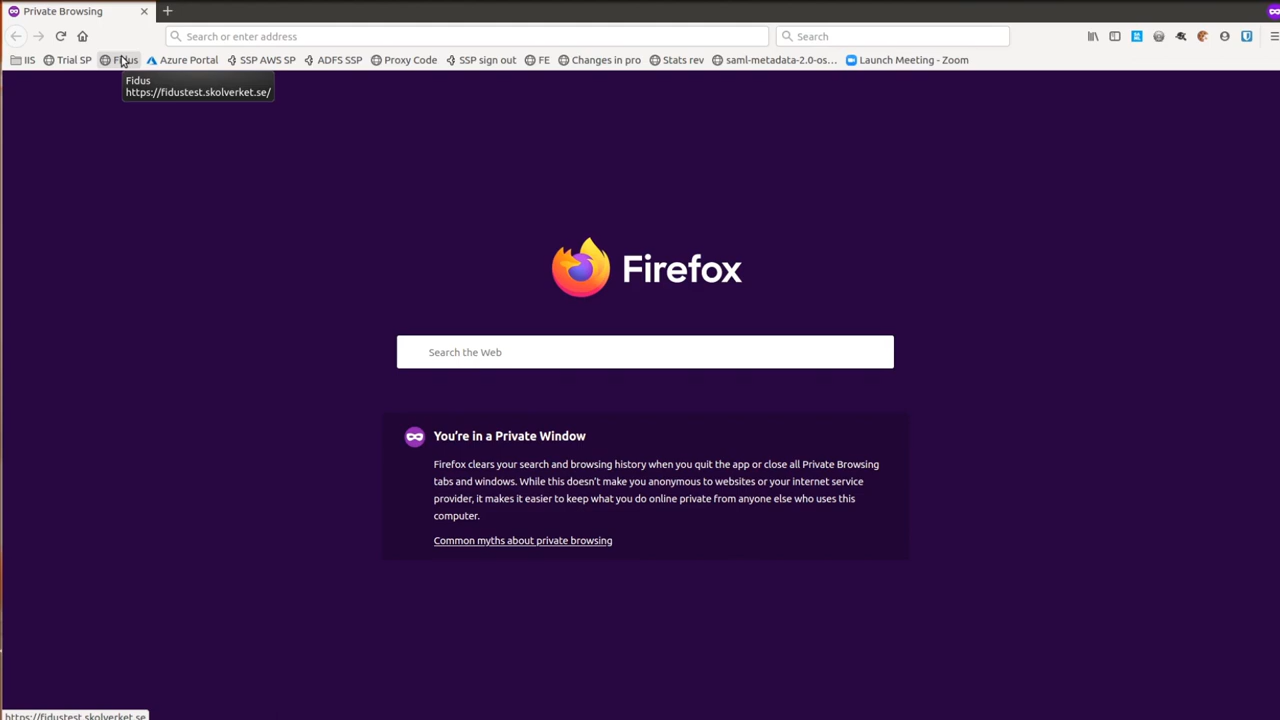 Private Browsing
Search or enter address
Search
IIS
Trial SP
Fidus
Azure Portal
SSP AWS SP
ADFS SSP
Proxy Code
SSP sign out
FE
Changes in pro
Stats rev
saml-metadata-2.0-os…
Launch Meeting - Zoom
Fidus
https://fidustest.skolverket.se/
Firefox
Search the Web
You’re in a Private Window
Firefox clears your search and browsing history when you quit the app or close all Private Browsing
tabs and windows. While this doesn’t make you anonymous to websites or your internet service
provider, it makes it easier to keep what you do online private from anyone else who uses this
computer.
Common myths about private browsing
https://fidustest.skolverket.se